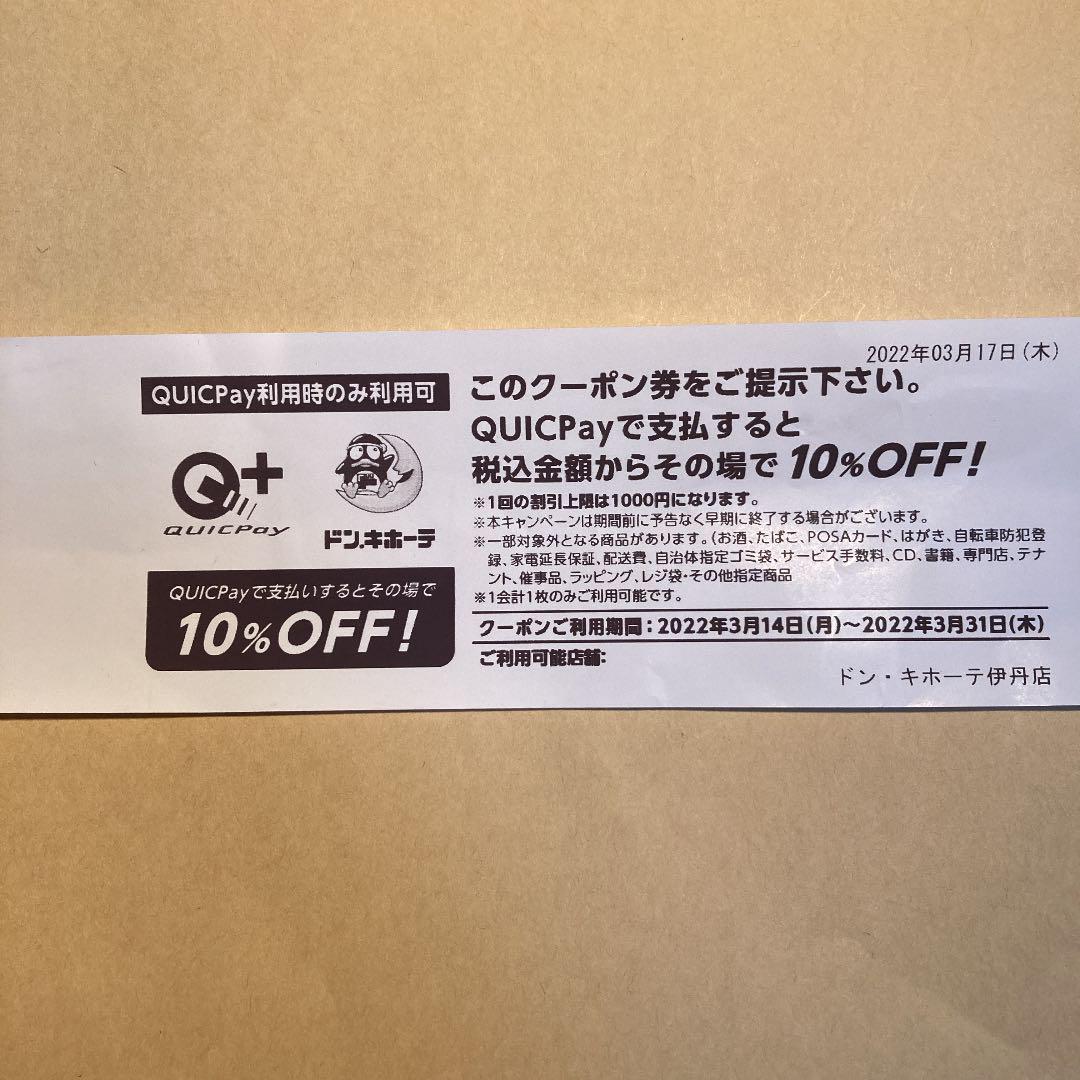 2022年03月17日(木)
QUICPay利用時のみ利用可
Q+
QUICPay
ドン.キホーテ
QUICPayで支払いするとその場で
10%OFF!
このクーポン券をご提示下さい。
QUICPayで支払すると
税込金額からその場で10%OFF!
※1回の割引上限は1000円になります。
※本キャンペーンは期間前に予告なく早期に終了する場合がございます。
※一部対象外となる商品があります。(お酒、たばこ、POSAカード、はがき、自転車防犯登
録、家電延長保証、配送費、自治体指定ゴミ袋、サービス手数料、CD、書籍、専門店、テナ
ント、催事品、ラッピング、レジ袋・その他指定商品
※1会計1枚のみご利用可能です。
クーポンご利用期間:2022年3月14日(月)~2022年3月31日(木)
ご利用可能店舗:
ドン・キホーテ伊丹店